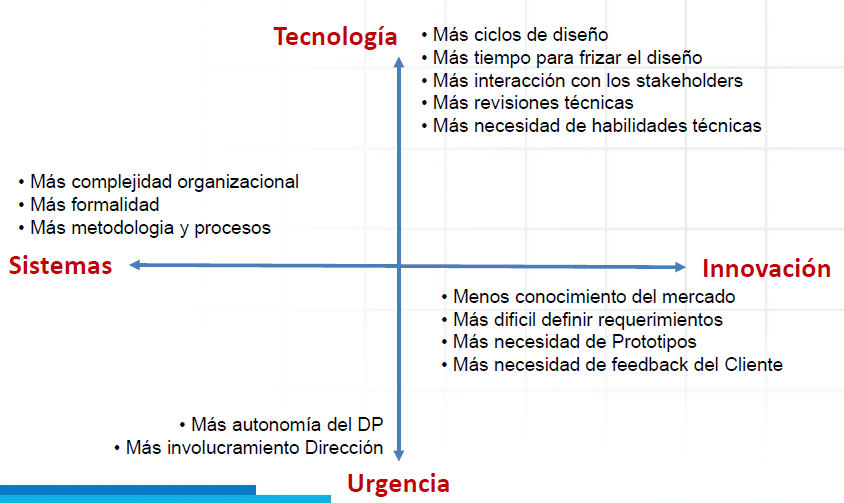 Tecnología
• Más ciclos de diseño
• Más tiempo para frizar el diseño
• Más interacción con los stakeholders
• Más revisiones técnicas
• Más necesidad de habilidades técnicas
• Más complejidad organizacional
• Más formalidad
• Más metodologia y procesos
Sistemas
Innovación
• Menos conocimiento del mercado
• Más dificil definir requerimientos
• Más necesidad de Prototipos
• Más necesidad de feedback del Cliente
• Más autonomía del DP
• Más involucramiento Dirección
Urgencia